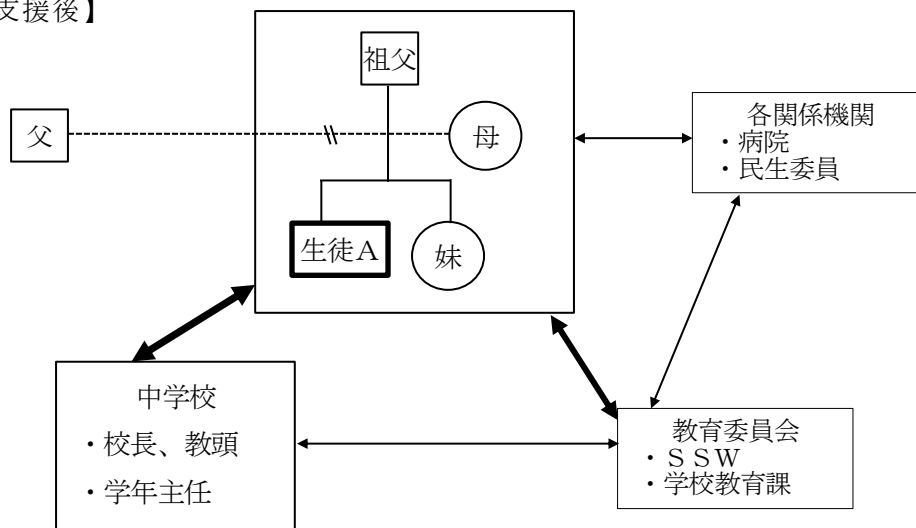 支援後】
祖父
父
母
生徒A
妹
各関係機関
・病院
・民生委員
中学校
・校長、教頭
・学年主任
教育委員会
・ＳＳＷ
・学校教育課